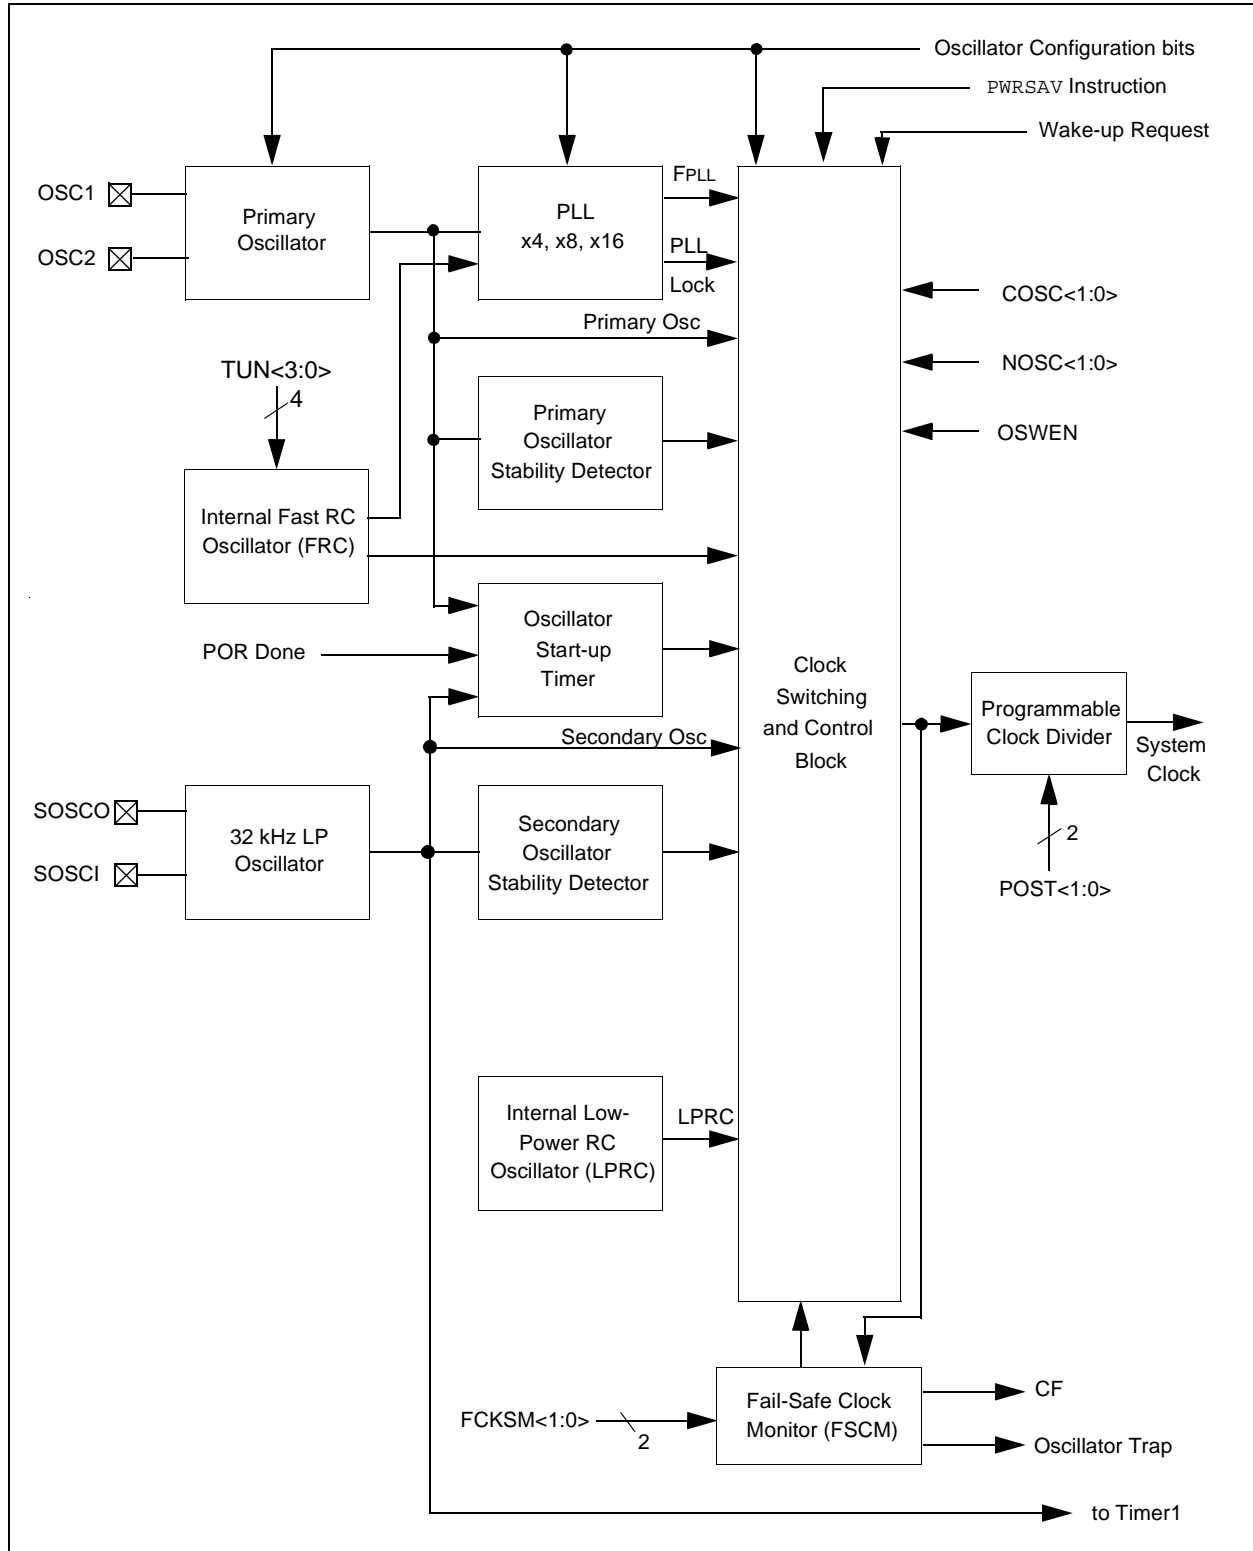 Oscillator Configuration bits
PWRSAV Instruction
Wake-up Request
OSC1
OSC2
Primary
Oscillator
PLL
x4, x8, x16
FPLL
PLL
Lock
COSC<1:0>
Primary Osc
NOSC<1:0>
TUN<3:0>
4
Primary
Oscillator
Stability Detector
OSWEN
Internal Fast RC
Oscillator (FRC)
Oscillator
Start-up
Timer
POR Done
Clock
Switching
and Control
Block
Programmable
Clock Divider
System
Clock
Secondary Osc
SOSCO
SOSCI
32 kHz LP
Oscillator
Secondary
Oscillator
Stability Detector
2
POST<1:0>
Internal Low-
Power RC
Oscillator (LPRC)
LPRC
FCKSM<1:0>
2
Fail-Safe Clock
Monitor (FSCM)
CF
Oscillator Trap
to Timer1